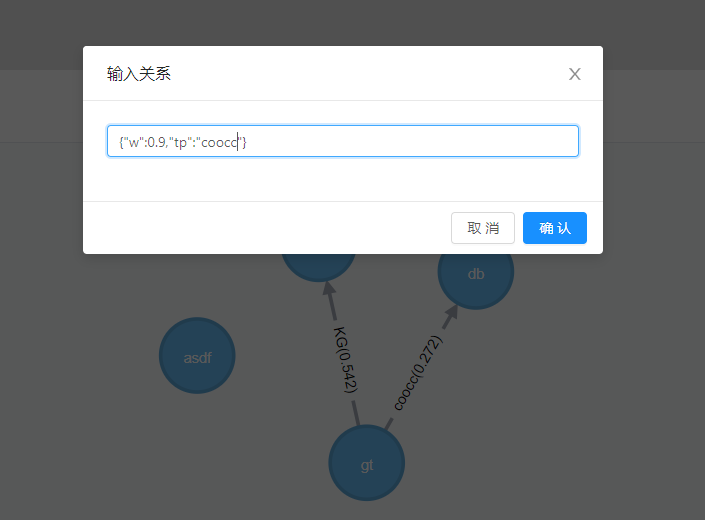 输入关系
{"w":0.9,"tp":"coocc"}
取 消
确 认
db
asdf
KG(0.542)
coocc(0.272)
gt